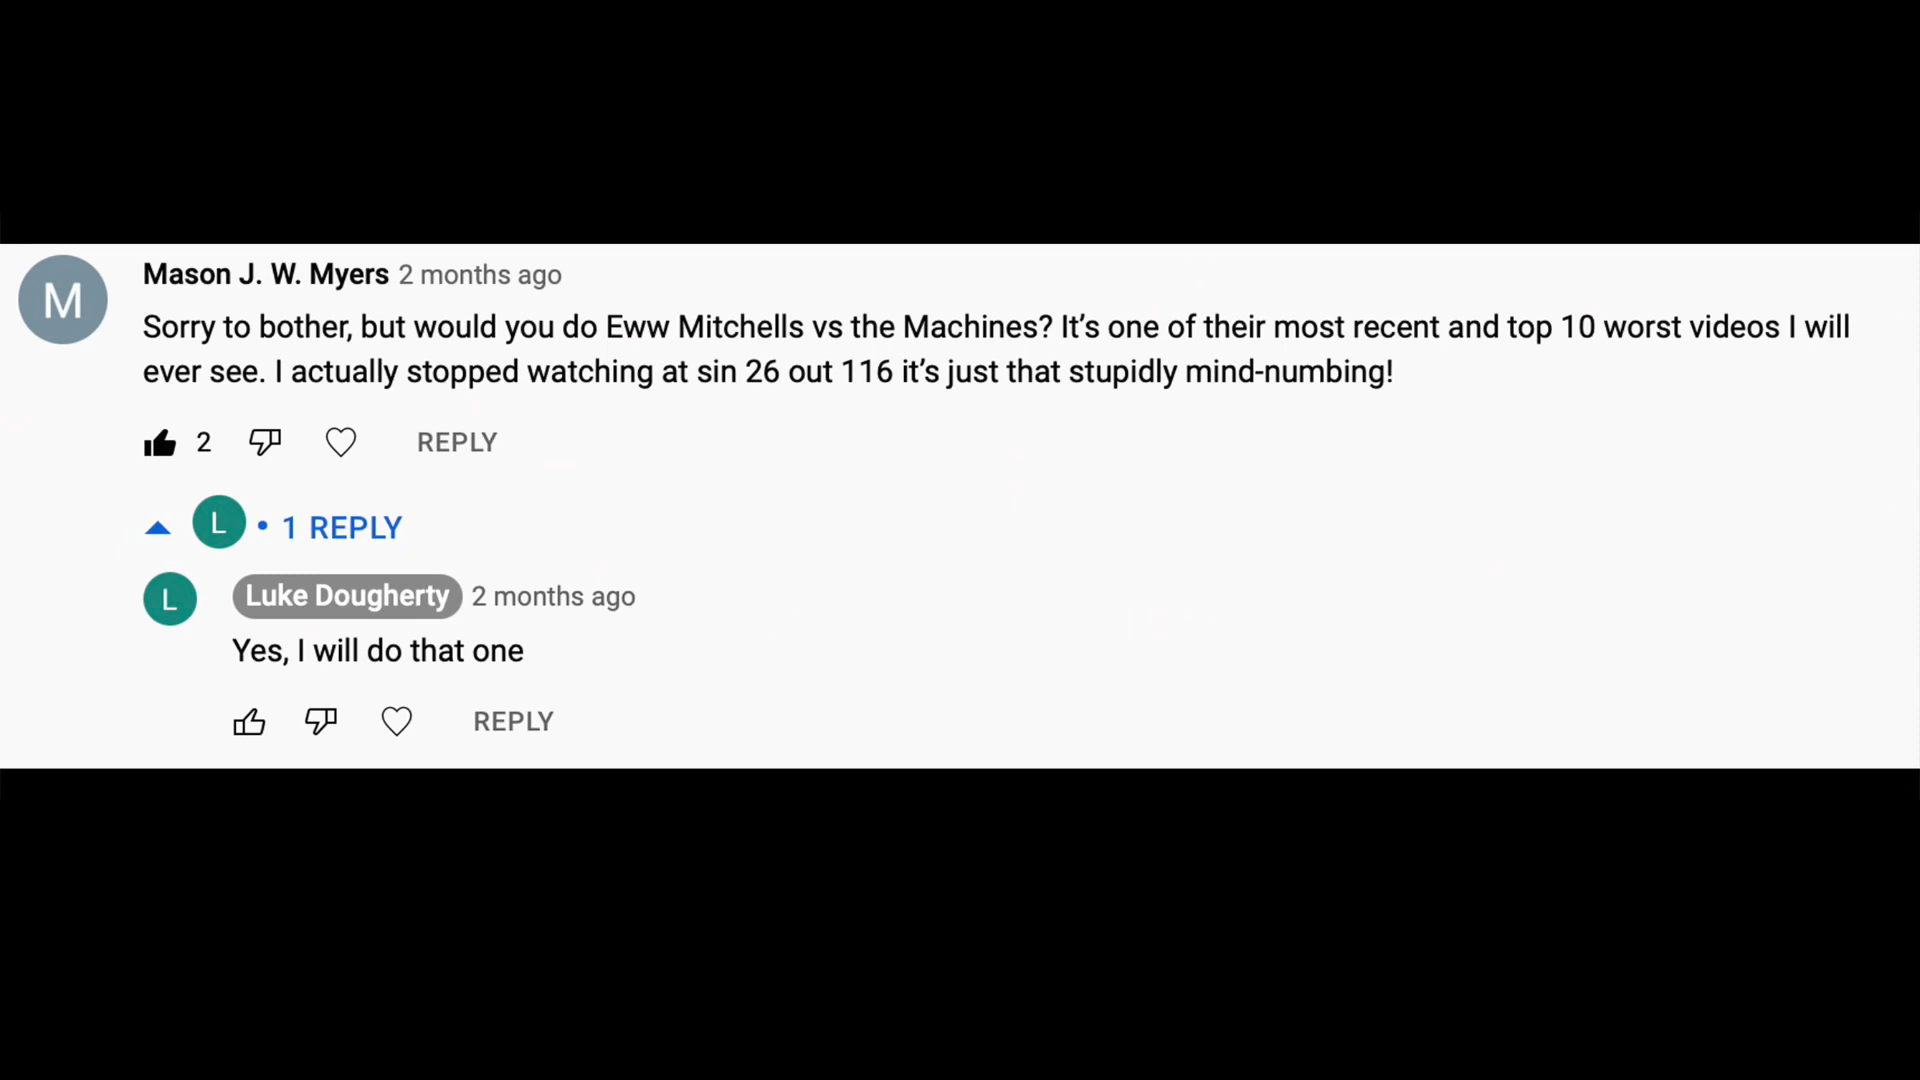 M
Mason J. W. Myers 2 months ago
Sorry to bother, but would you do Eww Mitchells vs the Machines? It’s one of their most recent and top 10 worst videos I will
ever see. I actually stopped watching at sin 26 out 116 it’s just that stupidly mind-numbing!
2 REPLY
L • 1 REPLY
L
Luke Dougherty 2 months ago
Yes, I will do that one
REPLY